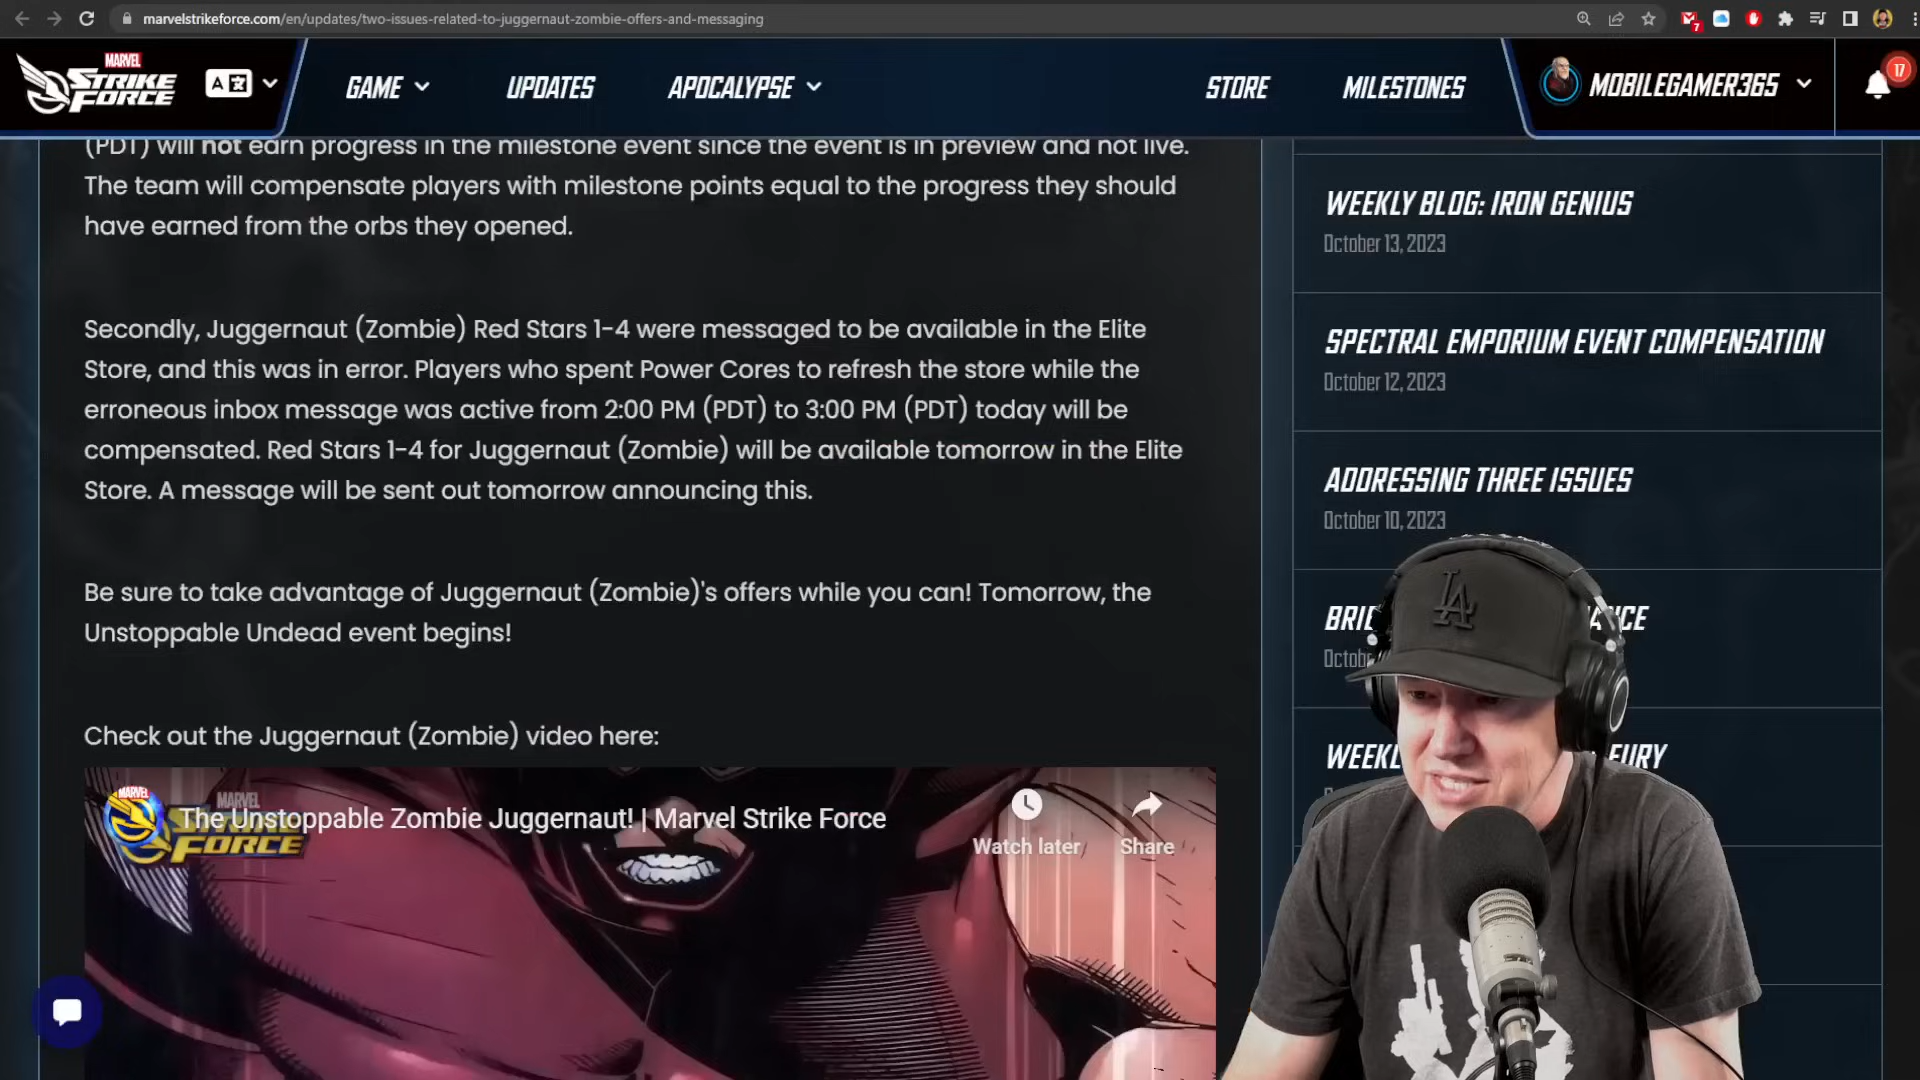 marvelstrikeforce.com/en/updates/two-issues-related-to-juggernaut-zombie-offers-and-messaging
7
MARVEL
STRIKE
FORCE
GAME
UPDATES
APOCALYPSE
STORE
MILESTONES
MOBILEGAMER365
17
(PDT) will not earn progress in the milestone event since the event is in preview and not live.
The team will compensate players with milestone points equal to the progress they should
have earned from the orbs they opened.
Secondly, Juggernaut (Zombie) Red Stars 1-4 were messaged to be available in the Elite
Store, and this was in error. Players who spent Power Cores to refresh the store while the
erroneous inbox message was active from 2:00 PM (PDT) to 3:00 PM (PDT) today will be
compensated. Red Stars 1-4 for Juggernaut (Zombie) will be available tomorrow in the Elite
Store. A message will be sent out tomorrow announcing this.
Be sure to take advantage of Juggernaut (Zombie)'s offers while you can! Tomorrow, the
Unstoppable Undead event begins!
Check out the Juggernaut (Zombie) video here:
MARVEL
MARVEL
The Unstoppable Zombie Juggernaut! | Marvel Strike Force
FORCE
Watch later
Share
WEEKLY BLOG: IRON GENIUS
October 13, 2023
SPECTRAL EMPORIUM EVENT COMPENSATION
October 12, 2023
ADDRESSING THREE ISSUES
October 10, 2023
LA
FURY